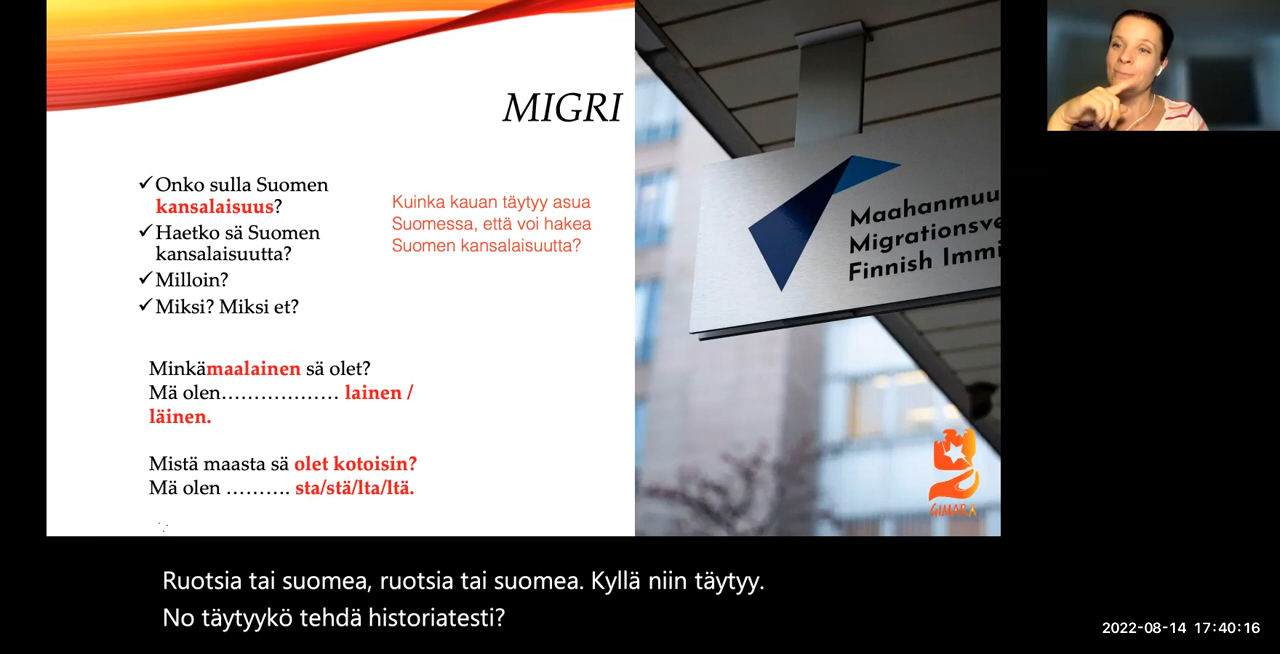 MIGRI
✓Onko sulla Suomen
kansalaisuus?
✓Haetko sä Suomen
kansalaisuutta?
✓Milloin?
✓Miksi? Miksi et?
Kuinka kauan täytyy asua
Suomessa, että voi hakea
Suomen kansalaisuutta?
Minkämaalainen sä olet?
Mä olen……………… lainen /
läinen.
Mistä maasta sä olet kotoisin?
Mä olen ………. sta/stä/lta/ltä.
Maahanmuu
Migrationsve
Finnish Immi
GIMARA
Ruotsia tai suomea, ruotsia tai suomea. Kyllä niin täytyy.
No täytyykö tehdä historiatesti?
2022-08-14 17:40:16